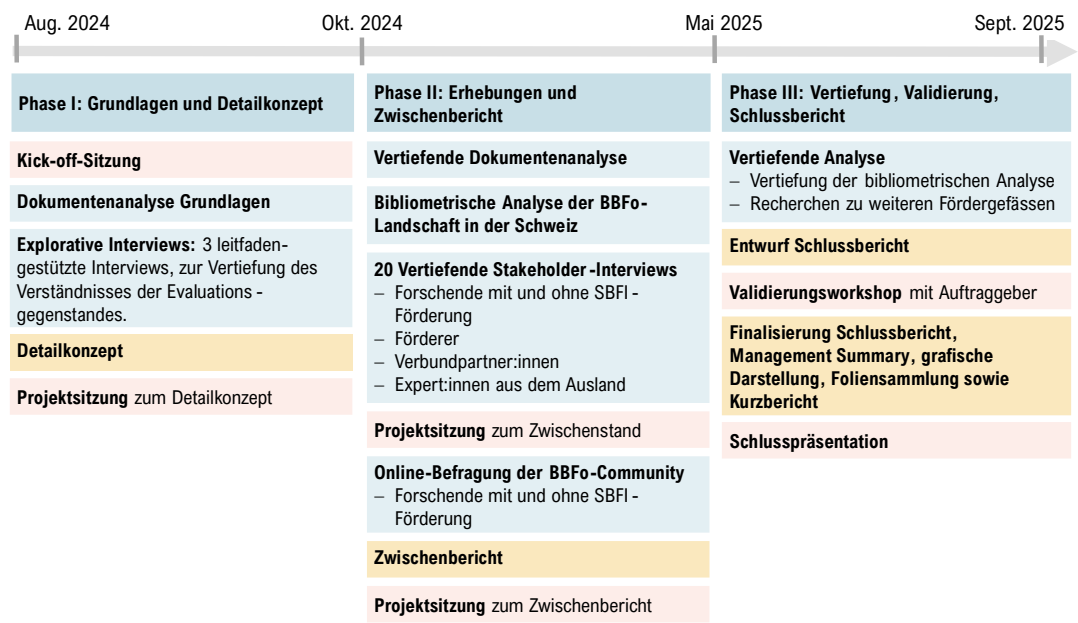 Aug. 2024
Okt. 2024
Mai 2025
Sept. 2025
Phase I: Grundlagen und Detailkonzept
Kick-off-Sitzung
Dokumentenanalyse Grundlagen
Explorative Interviews: 3 leitfaden-
gestützte Interviews, zur Vertiefung des
Verständnisses der Evaluations -
gegenstandes.
Detailkonzept
Projektsitzung zum Detailkonzept
Phase II: Erhebungen und
Zwischenbericht
Vertiefende Dokumentenanalyse
Bibliometrische Analyse der BBFo-
Landschaft in der Schweiz
20 Vertiefende Stakeholder -Interviews
– Forschende mit und ohne SBFI -
Förderung
– Förderer
– Verbundpartner:innen
– Expert:innen aus dem Ausland
Projektsitzung zum Zwischenstand
Online-Befragung der BBFo-Community
– Forschende mit und ohne SBFI -
Förderung
Zwischenbericht
Projektsitzung zum Zwischenbericht
Phase III: Vertiefung, Validierung,
Schlussbericht
Vertiefende Analyse
– Vertiefung der bibliometrischen Analyse
– Recherchen zu weiteren Fördergefässen
Entwurf Schlussbericht
Validierungsworkshop mit Auftraggeber
Finalisierung Schlussbericht,
Management Summary, grafische
Darstellung, Foliensammlung sowie
Kurzbericht
Schlusspräsentation